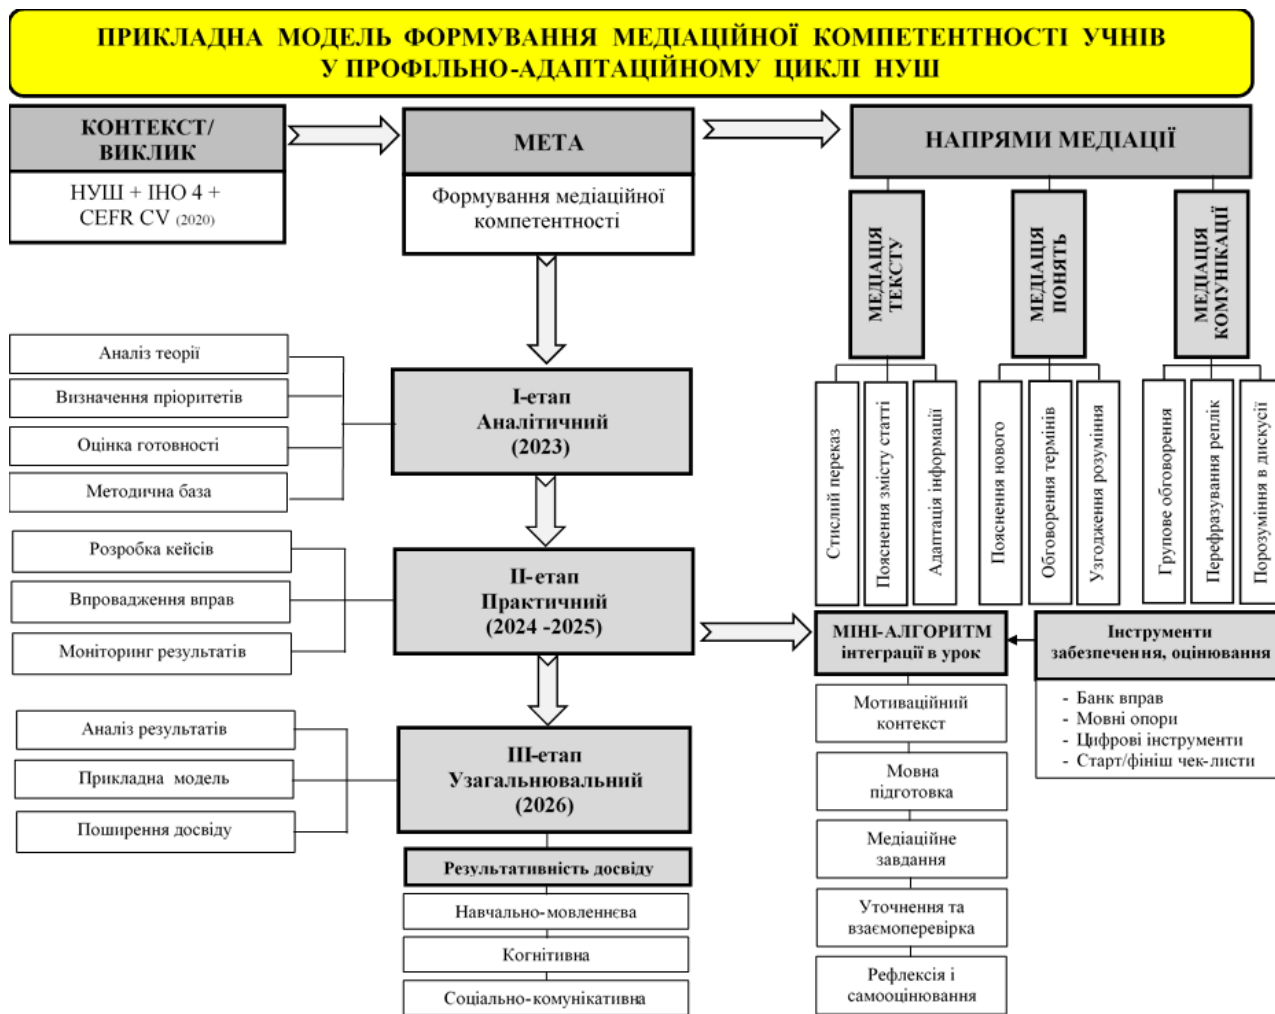 ПРИКЛАДНА МОДЕЛЬ ФОРМУВАННЯ МЕДІАЦІЙНОЇ КОМПЕТЕНТНОСТІ УЧНІВ
У ПРОФІЛЬНО-АДАПТАЦІЙНОМУ ЦИКЛІ НУШ
КОНТЕКСТ/
ВИКЛИК
НУШ + ІНО 4 +
CEFR CV (2020)
МЕТА
Формування медіаційної
компетентності
НАПРЯМИ МЕДІАЦІЇ
МЕДІАЦІЯ
ТЕКСТУ
МЕДІАЦІЯ
ПОНЯТЬ
МЕДІАЦІЯ
КОМУНІКАЦІЇ
Стислий переказ
Пояснення змісту статті
Адаптація інформації
Пояснення нового
Обговорення термінів
Узгодження розуміння
Групове обговорення
Перефразування реплік
Порозуміння в дискусії
Аналіз теорії
Визначення пріоритетів
Оцінка готовності
Методична база
І-етап
Аналітичний
(2023)
Розробка кейсів
Впровадження вправ
Моніторинг результатів
ІІ-етап
Практичний
(2024 -2025)
Аналіз результатів
Прикладна модель
Поширення досвіду
ІІІ-етап
Узагальнювальний
(2026)
Результативність досвіду
Навчально-мовленнєва
Когнітивна
Соціально-комунікативна
МІНІ-АЛГОРИТМ
інтеграції в урок
Мотиваційний
контекст
Мовна
підготовка
Медіаційне
завдання
Уточнення та
взаємоперевірка
Рефлексія і
самооцінювання
Інструменти
забезпечення, оцінювання
- Банк вправ
- Мовні опори
- Цифрові інструменти
- Старт/фініш чек-листи